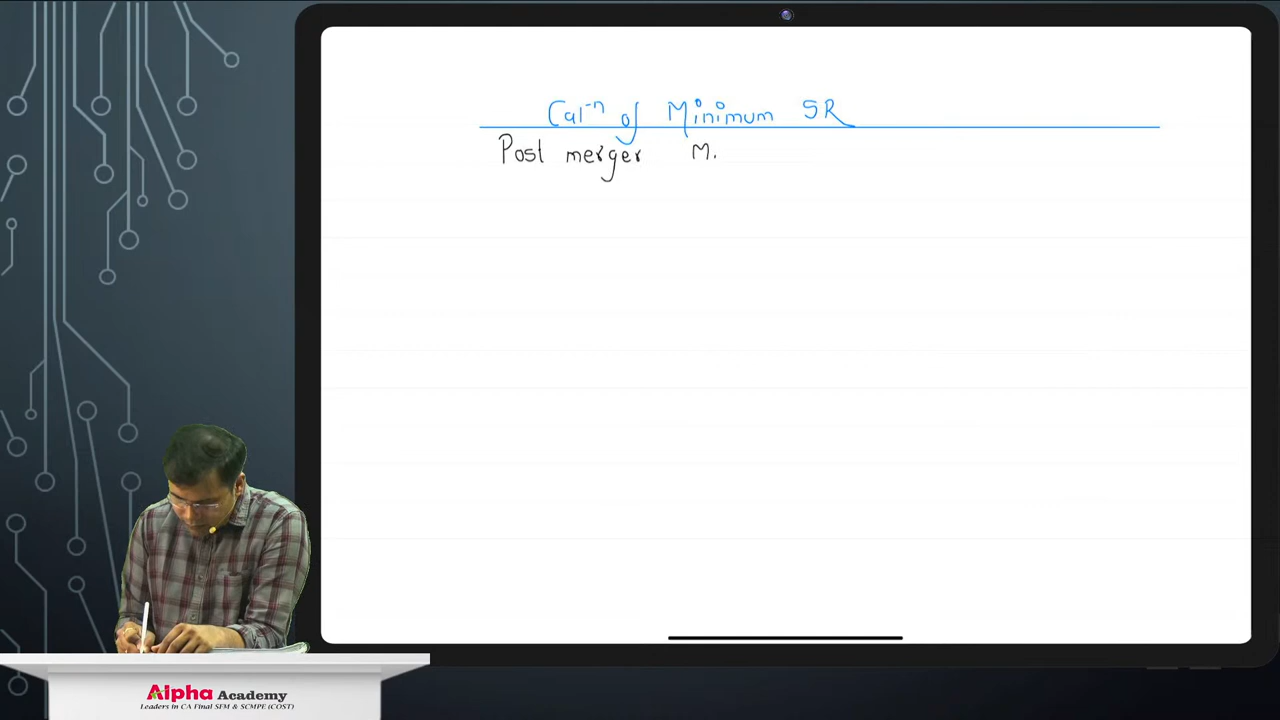 Cal⁻ⁿ of Minimum SR
Post merger M.
Alpha Academy
Leaders in CA Final SFM & SCMPE (COST)